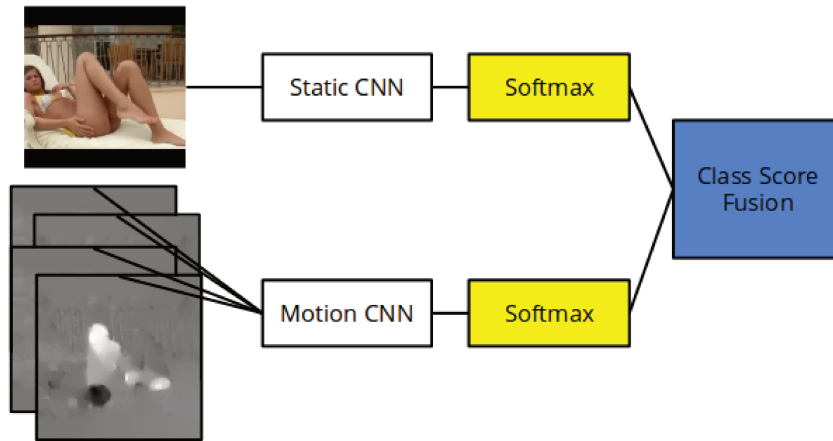 Static CNN
Softmax
Class Score
Fusion
Motion CNN
Softmax